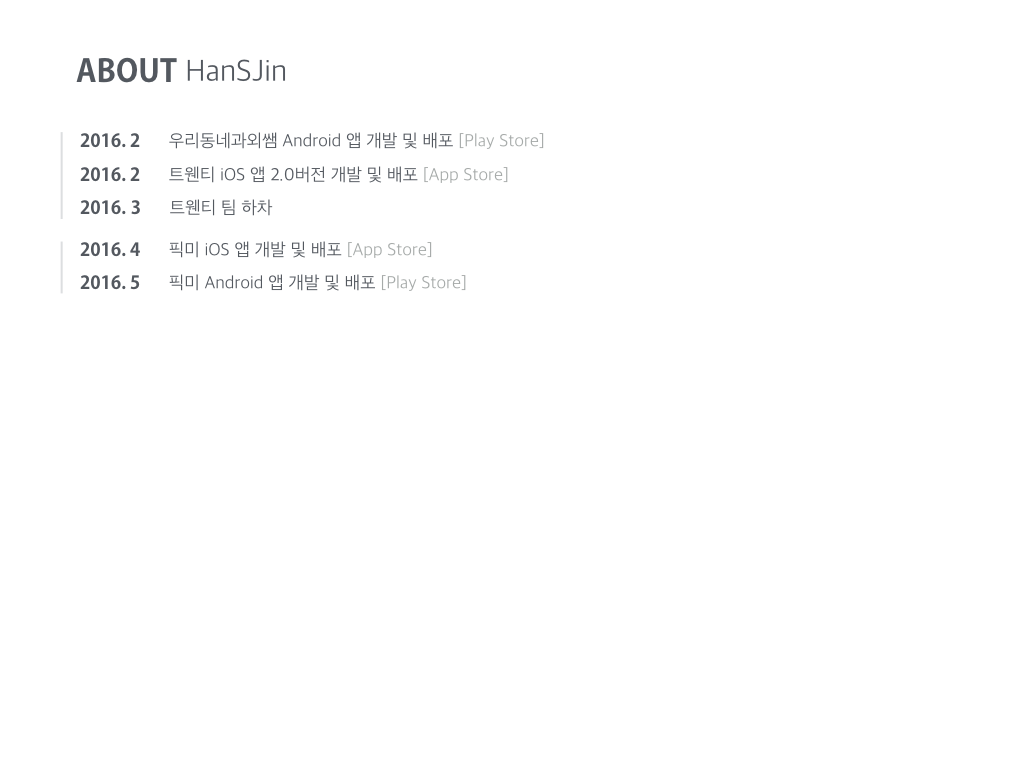 ABOUT HanSJin
2016. 2 우리동네과외쌤 Android 앱 개발 및 배포 [Play Store]
2016. 2 트웬티 iOS 앱 2.0버전 개발 및 배포 [App Store]
2016. 3 트웬티 팀 하차
2016. 4 픽미 iOS 앱 개발 및 배포 [App Store]
2016. 5 픽미 Android 앱 개발 및 배포 [Play Store]